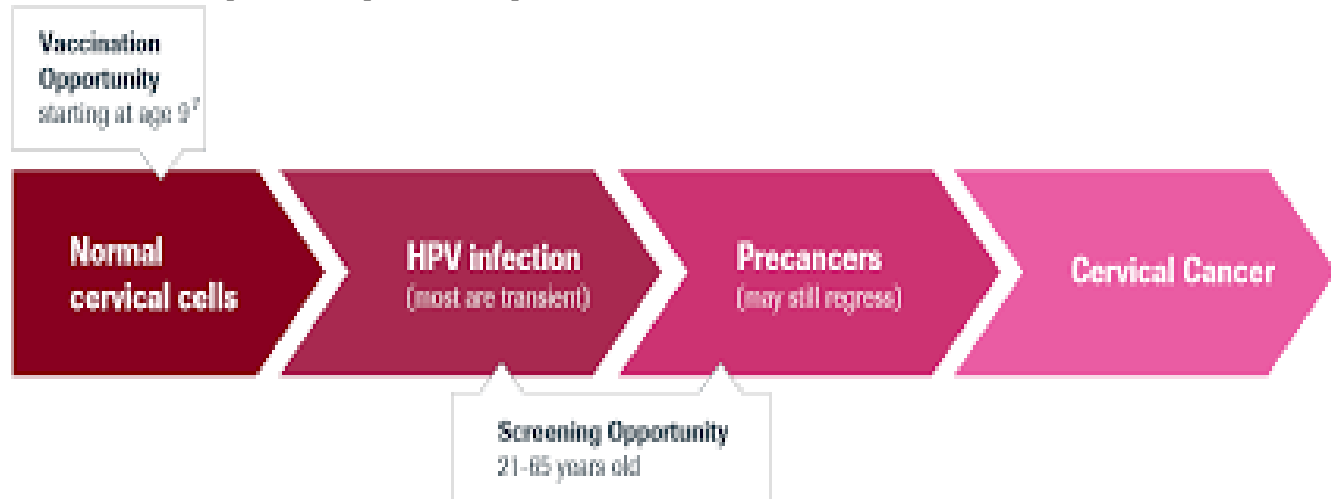 Vaccination
Opportunity
starting at age 9⁷
Normal
cervical cells
HPV infection
(most are transient)
Precancers
(may still regress)
Cervical Cancer
Screening Opportunity
21-65 years old